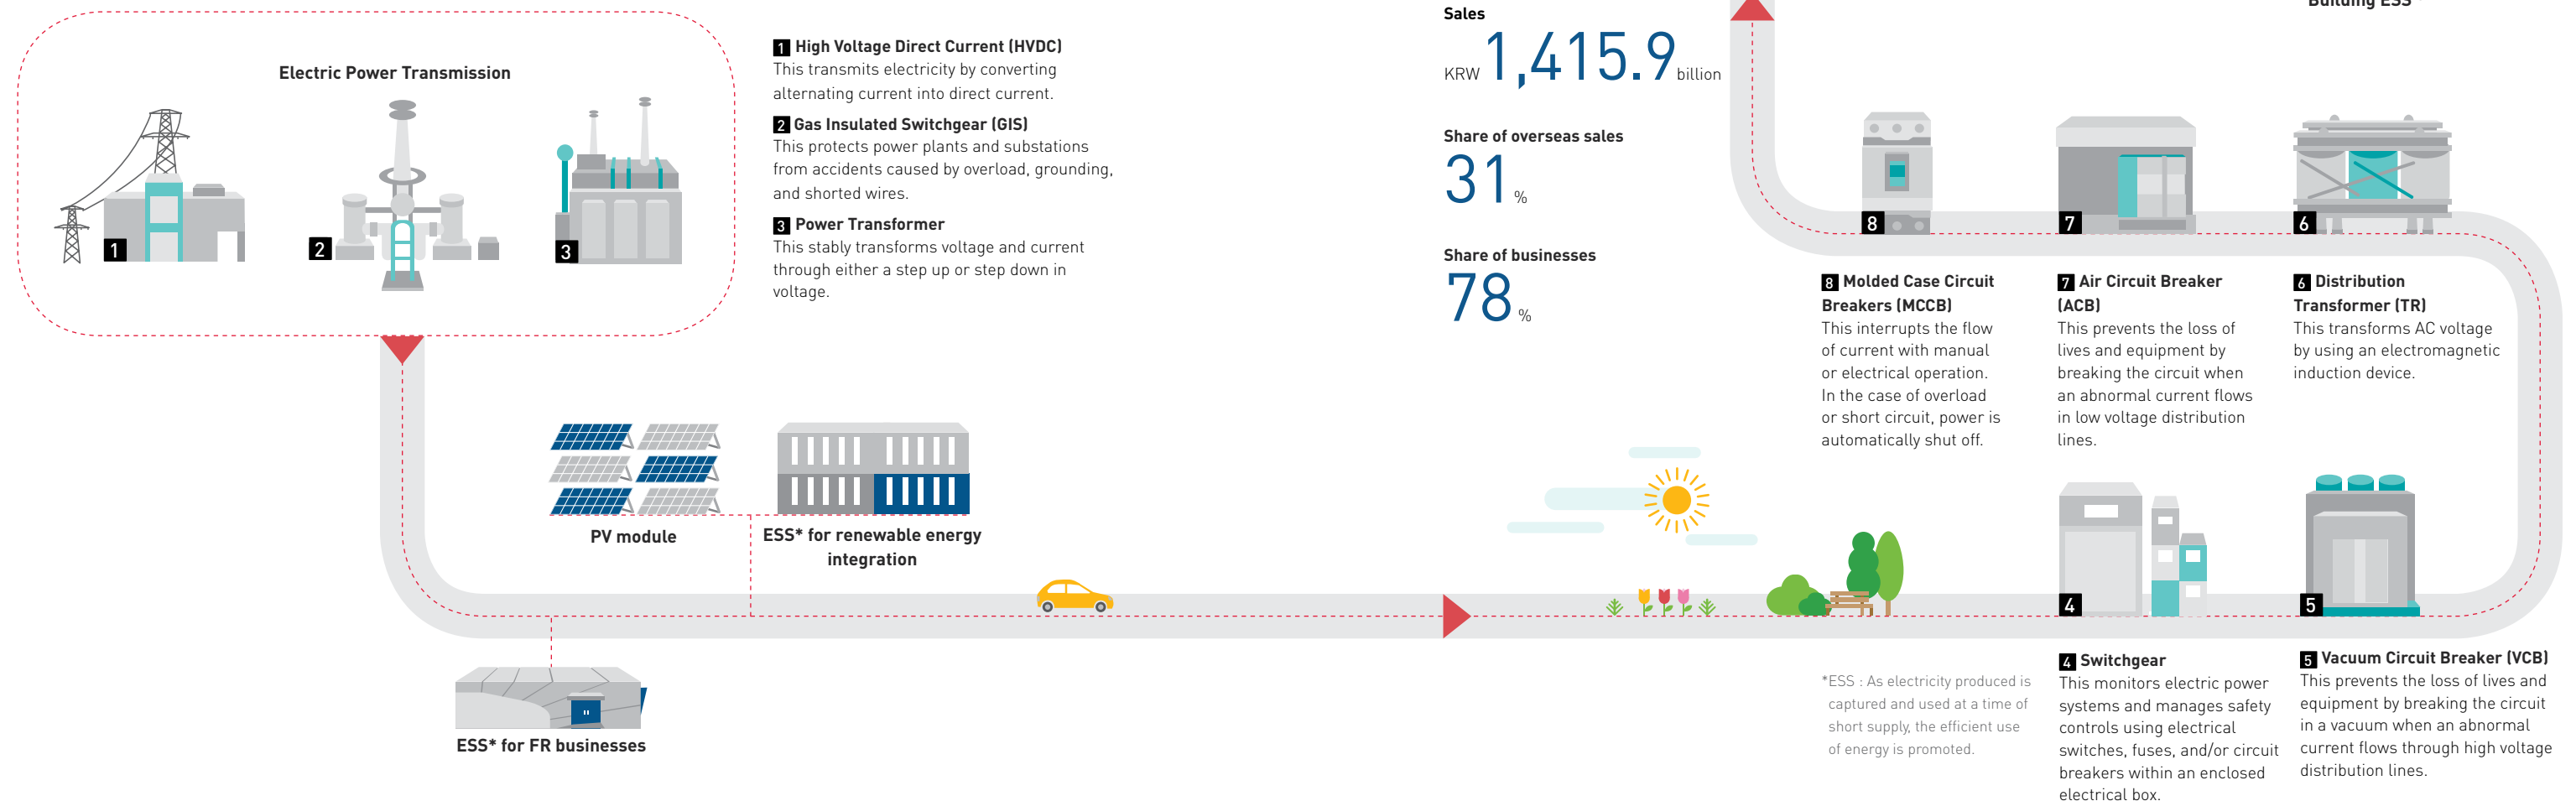 Electric Power Transmission
1
2
3
1 High Voltage Direct Current (HVDC)
This transmits electricity by converting
alternating current into direct current.
2 Gas Insulated Switchgear (GIS)
This protects power plants and substations
from accidents caused by overload, grounding,
and shorted wires.
3 Power Transformer
This stably transforms voltage and current
through either a step up or step down in
voltage.
PV module
ESS* for renewable energy
integration
ESS* for FR businesses
Sales
KRW 1,415.9 billion
Share of overseas sales
31 %
Share of businesses
78 %
Building ESS*
8
7
6
8 Molded Case Circuit
Breakers (MCCB)
This interrupts the flow
of current with manual
or electrical operation.
In the case of overload
or short circuit, power is
automatically shut off.
7 Air Circuit Breaker
(ACB)
This prevents the loss of
lives and equipment by
breaking the circuit when
an abnormal current flows
in low voltage distribution
lines.
6 Distribution
Transformer (TR)
This transforms AC voltage
by using an electromagnetic
induction device.
4
5
*ESS : As electricity produced is
captured and used at a time of
short supply, the efficient use
of energy is promoted.
4 Switchgear
This monitors electric power
systems and manages safety
controls using electrical
switches, fuses, and/or circuit
breakers within an enclosed
electrical box.
5 Vacuum Circuit Breaker (VCB)
This prevents the loss of lives and
equipment by breaking the circuit
in a vacuum when an abnormal
current flows through high voltage
distribution lines.